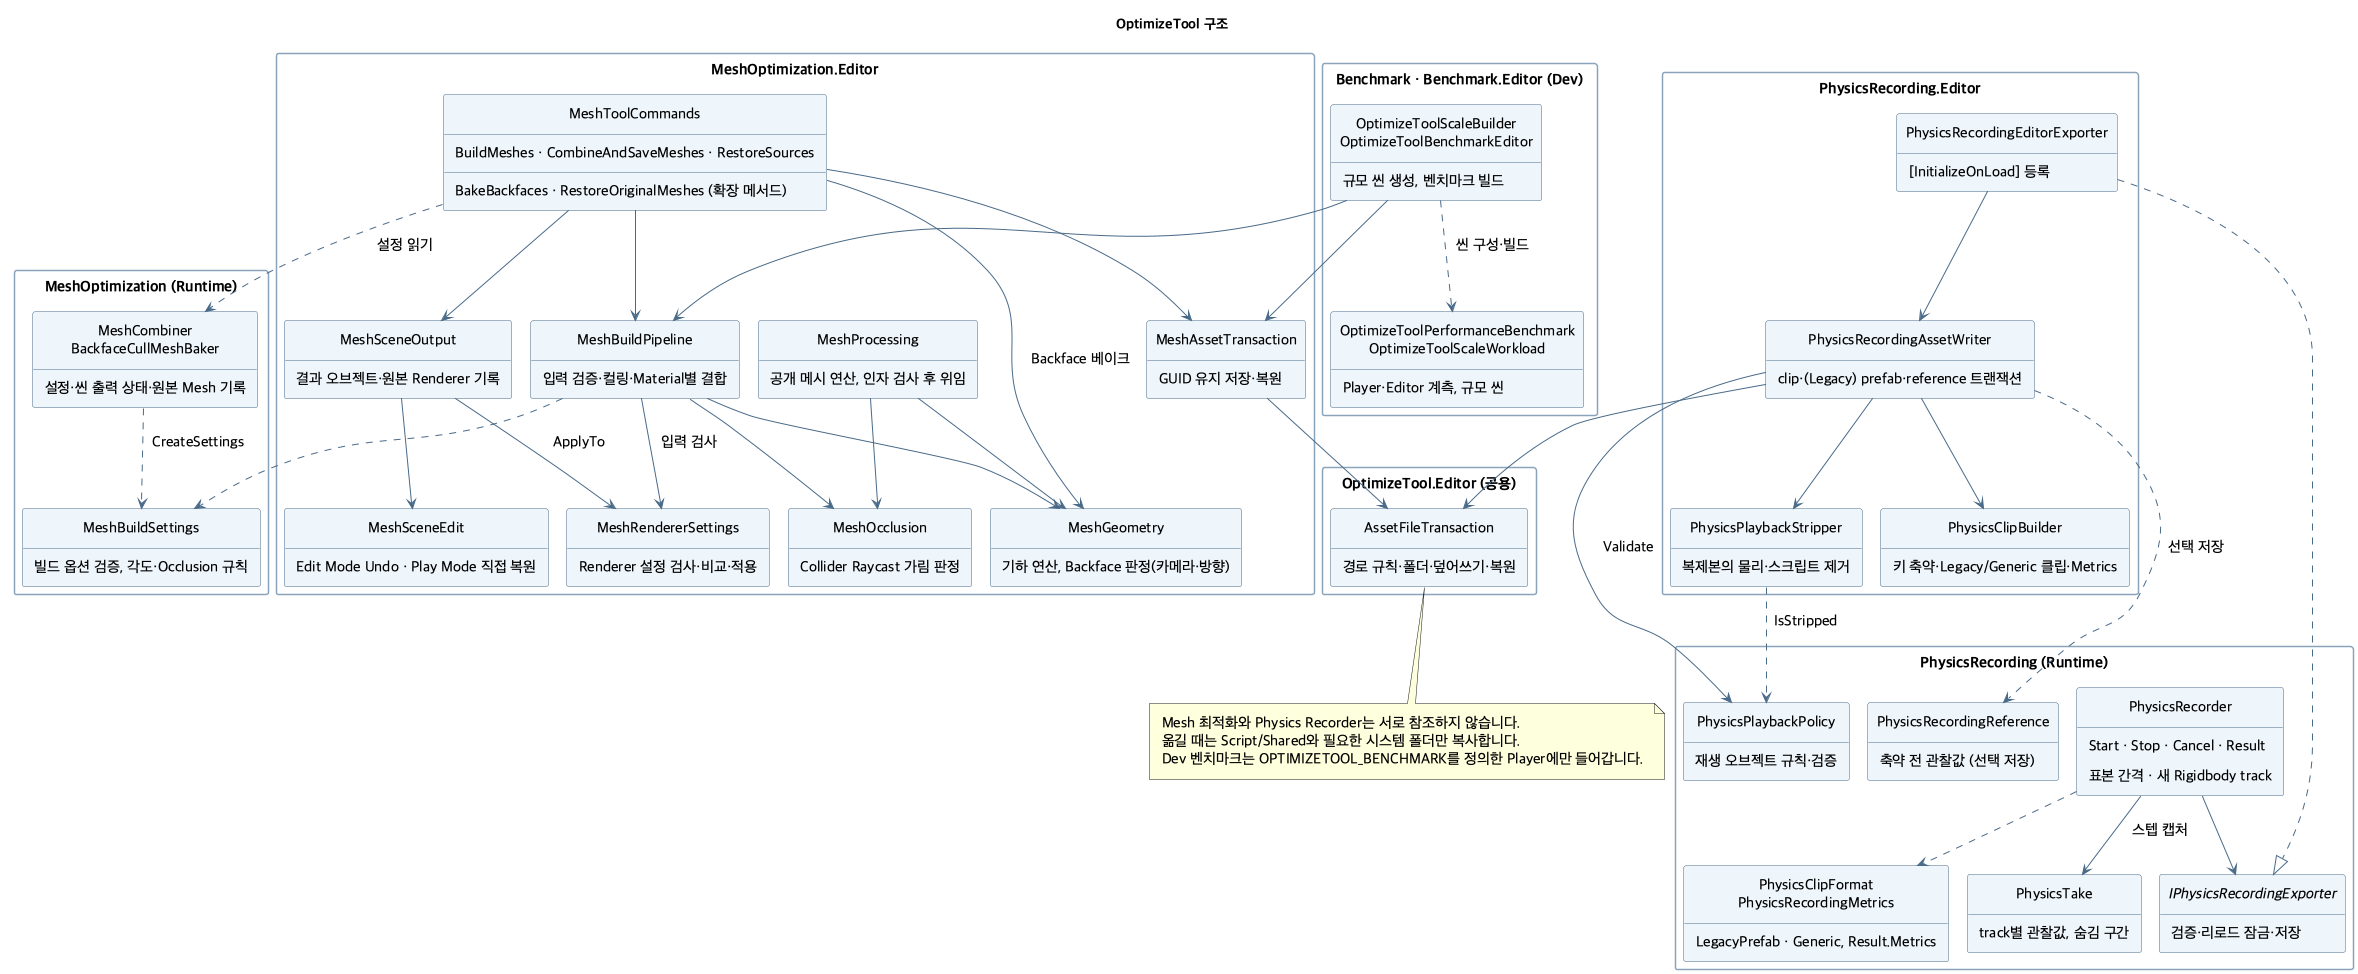 OptimizeTool 구조
MeshOptimization.Editor
MeshToolCommands
BuildMeshes · CombineAndSaveMeshes · RestoreSources
BakeBackfaces · RestoreOriginalMeshes (확장 메서드)
Benchmark · Benchmark.Editor (Dev)
OptimizeToolScaleBuilder
OptimizeToolBenchmarkEditor
규모 씬 생성, 벤치마크 빌드
PhysicsRecording.Editor
PhysicsRecordingEditorExporter
[InitializeOnLoad] 등록
설정 읽기
씬 구성·빌드
MeshOptimization (Runtime)
MeshCombiner
BackfaceCullMeshBaker
설정·씬 출력 상태·원본 Mesh 기록
MeshSceneOutput
결과 오브젝트·원본 Renderer 기록
MeshBuildPipeline
입력 검증·컬링·Material별 결합
MeshProcessing
공개 메시 연산, 인자 검사 후 위임
Backface 베이크
MeshAssetTransaction
GUID 유지 저장·복원
OptimizeToolPerformanceBenchmark
OptimizeToolScaleWorkload
Player·Editor 계측, 규모 씬
PhysicsRecordingAssetWriter
clip·(Legacy) prefab·reference 트랜잭션
CreateSettings
ApplyTo
입력 검사
OptimizeTool.Editor (공용)
AssetFileTransaction
경로 규칙·폴더·덮어쓰기·복원
MeshBuildSettings
빌드 옵션 검증, 각도·Occlusion 규칙
MeshSceneEdit
Edit Mode Undo · Play Mode 직접 복원
MeshRendererSettings
Renderer 설정 검사·비교·적용
MeshOcclusion
Collider Raycast 가림 판정
MeshGeometry
기하 연산, Backface 판정(카메라·방향)
Validate
PhysicsPlaybackStripper
복제본의 물리·스크립트 제거
PhysicsClipBuilder
키 축약·Legacy/Generic 클립·Metrics
선택 저장
IsStripped
Mesh 최적화와 Physics Recorder는 서로 참조하지 않습니다.
옮길 때는 Script/Shared와 필요한 시스템 폴더만 복사합니다.
Dev 벤치마크는 OPTIMIZETOOL_BENCHMARK를 정의한 Player에만 들어갑니다.
PhysicsRecording (Runtime)
PhysicsPlaybackPolicy
재생 오브젝트 규칙·검증
PhysicsRecordingReference
축약 전 관찰값 (선택 저장)
PhysicsRecorder
Start · Stop · Cancel · Result
표본 간격 · 새 Rigidbody track
스텝 캡처
PhysicsClipFormat
PhysicsRecordingMetrics
LegacyPrefab · Generic, Result.Metrics
PhysicsTake
track별 관찰값, 숨김 구간
IPhysicsRecordingExporter
검증·리로드 잠금·저장